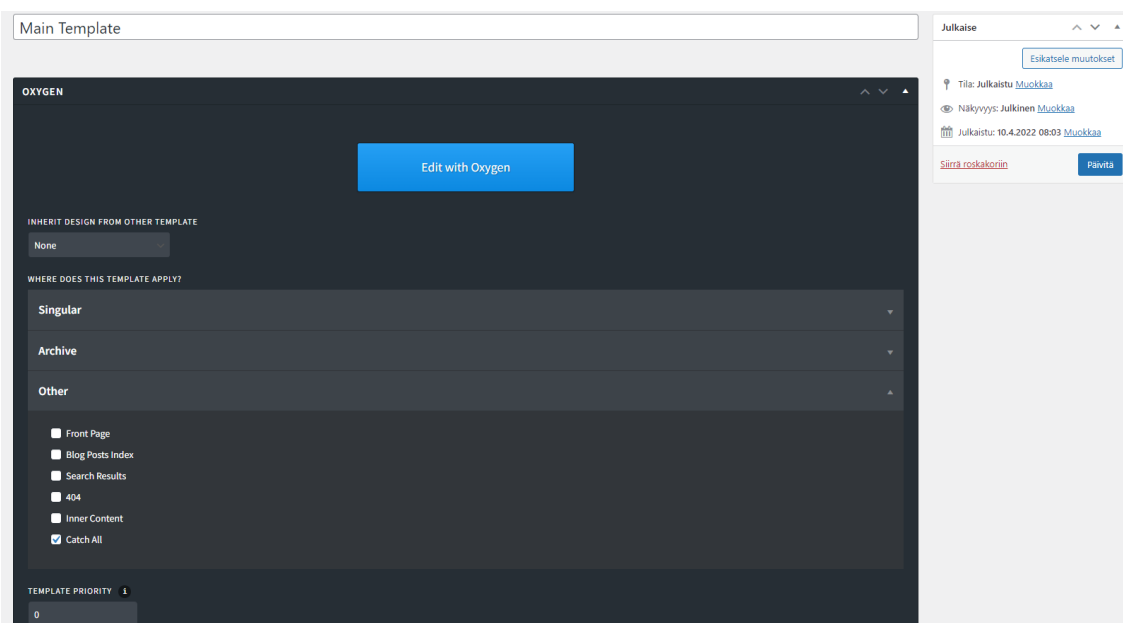 Main Template
OXYGEN
Edit with Oxygen
INHERIT DESIGN FROM OTHER TEMPLATE
None
WHERE DOES THIS TEMPLATE APPLY?
Singular
Archive
Other
Front Page
Blog Posts Index
Search Results
404
Inner Content
Catch All
TEMPLATE PRIORITY i
0
Julkaise
Esikatsele muutokset
Tila: Julkaistu Muokkaa
Näkyvyys: Julkinen Muokkaa
Julkaistu: 10.4.2022 08:03 Muokkaa
Siirrä roskakoriin
Päivitä